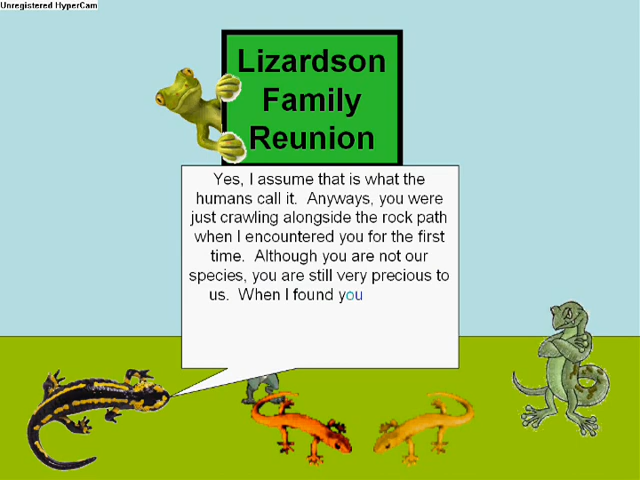 Unregistered HyperCam
Lizardson
Family
Reunion
Yes, I assume that is what the
humans call it.  Anyways, you were
just crawling alongside the rock path
when I encountered you for the first
time.  Although you are not our
species, you are still very precious to
us.  When I found you